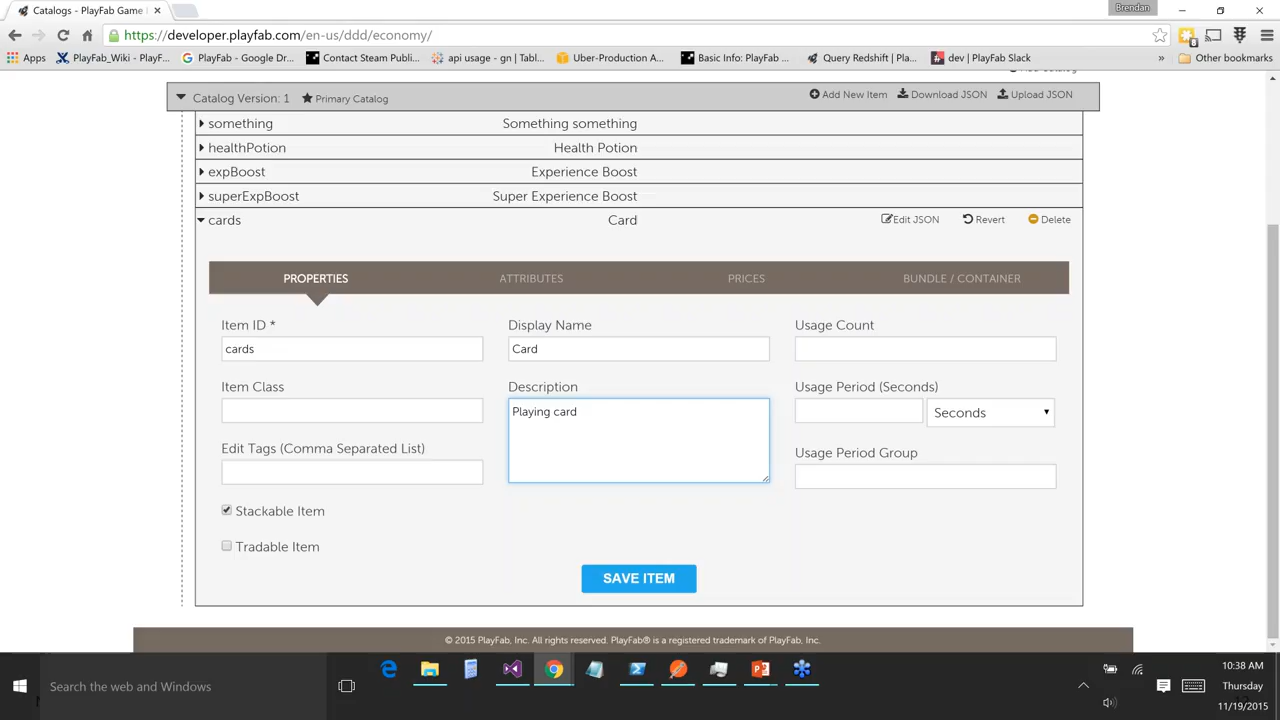 Catalogs - PlayFab Game
Brendan
https://developer.playfab.com/en-us/ddd/economy/
Apps PlayFab_Wiki - PlayF... PlayFab - Google Dr... Contact Steam Publi... api usage - gn | Tabl... Uber-Production A... Basic Info: PlayFab ... Query Redshift | Pla... dev | PlayFab Slack » Other bookmarks
Catalog Version: 1 Primary Catalog Add New Item Download JSON Upload JSON
something Something something
healthPotion Health Potion
expBoost Experience Boost
superExpBoost Super Experience Boost
cards Card Edit JSON Revert Delete
PROPERTIES ATTRIBUTES PRICES BUNDLE / CONTAINER
Item ID * Display Name Usage Count
cards Card
Item Class Description Usage Period (Seconds)
Playing card Seconds
Edit Tags (Comma Separated List) Usage Period Group
Stackable Item
Tradable Item
SAVE ITEM
© 2015 PlayFab, Inc. All rights reserved. PlayFab® is a registered trademark of PlayFab, Inc.
10:38 AM
Search the web and Windows Thursday
11/19/2015